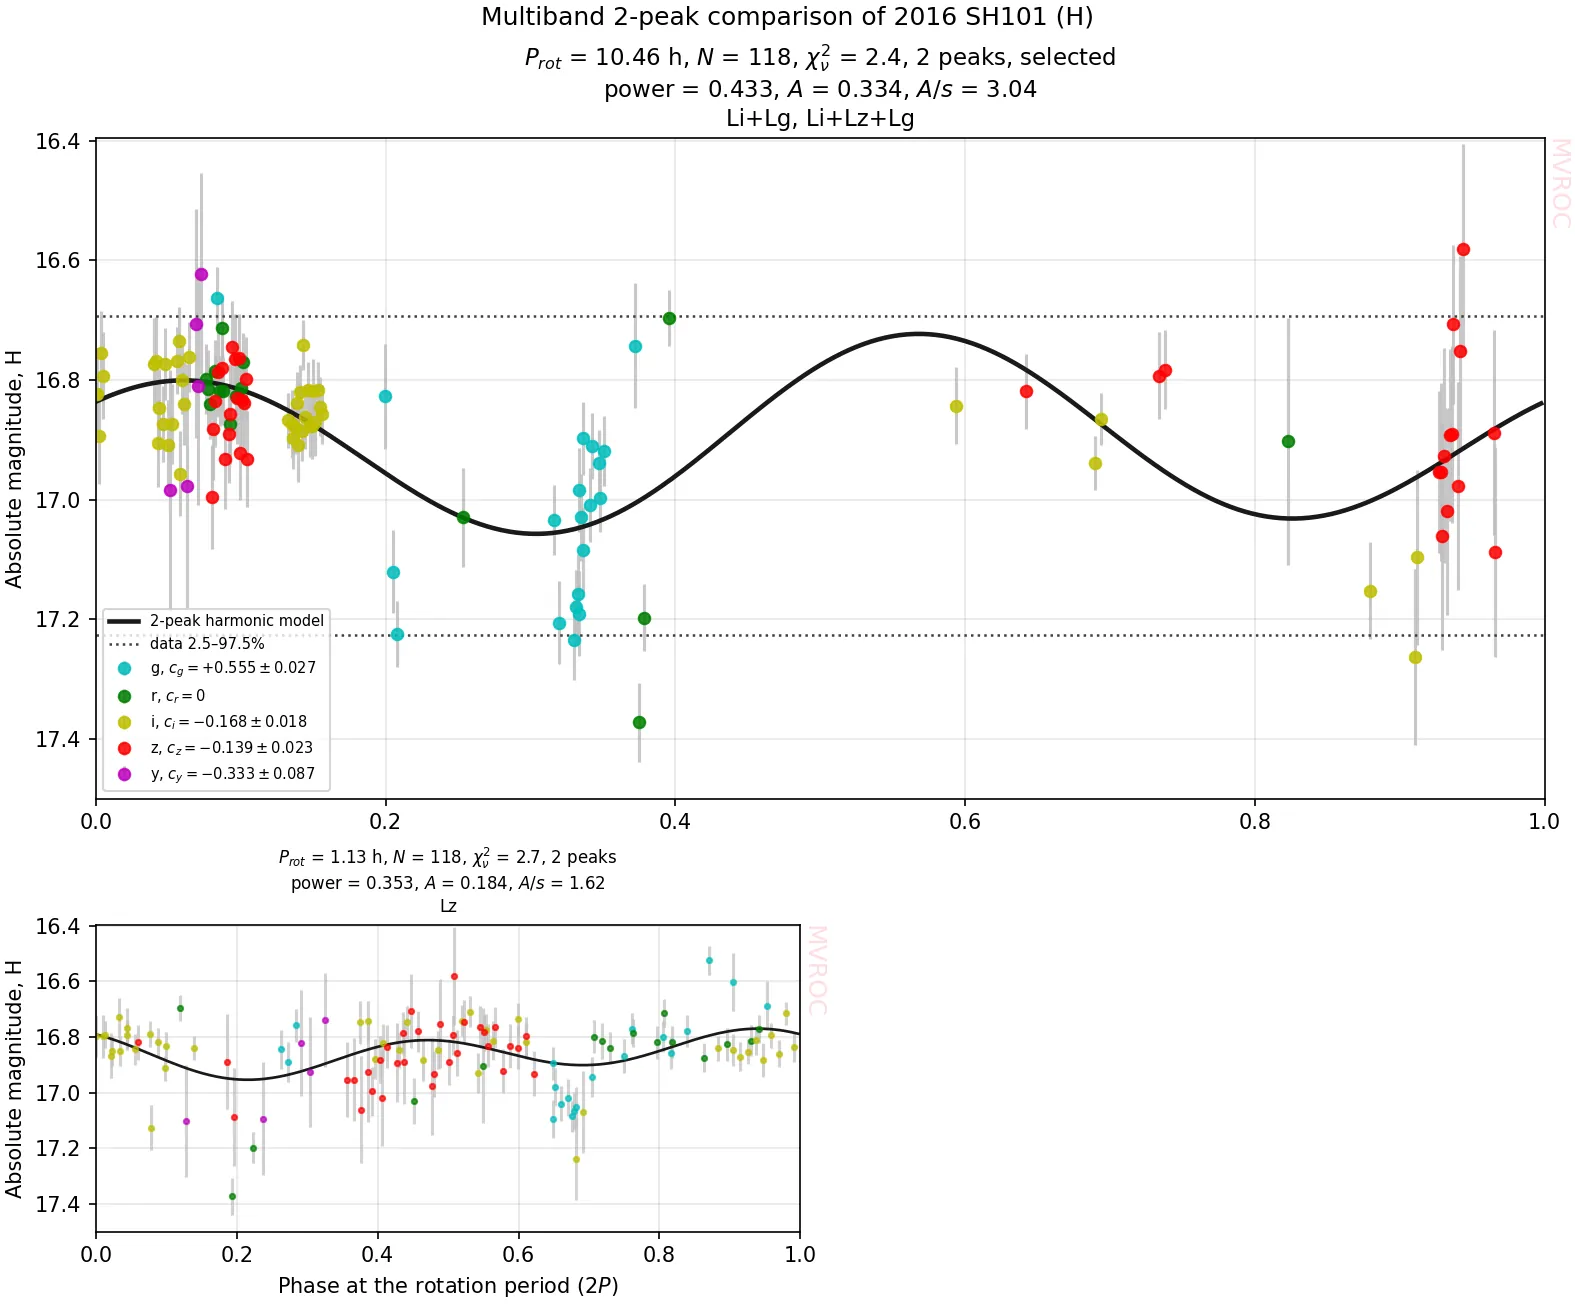 Multiband 2-peak comparison of 2016 SH101 (H)
P_rot = 10.46 h, N = 118, χ²_ν = 2.4, 2 peaks, selected
power = 0.433, A = 0.334, A/s = 3.04
Li+Lg, Li+Lz+Lg
MVROC
Absolute magnitude, H
16.4
16.6
16.8
17.0
17.2
17.4
2-peak harmonic model
data 2.5–97.5%
g, c_g = +0.555 ± 0.027
r, c_r = 0
i, c_i = −0.168 ± 0.018
z, c_z = −0.139 ± 0.023
y, c_y = −0.333 ± 0.087
0.0 0.2 0.4 0.6 0.8 1.0
P_rot = 1.13 h, N = 118, χ²_ν = 2.7, 2 peaks
power = 0.353, A = 0.184, A/s = 1.62
Lz
MVROC
Absolute magnitude, H
16.4
16.6
16.8
17.0
17.2
17.4
0.0 0.2 0.4 0.6 0.8 1.0
Phase at the rotation period (2P)